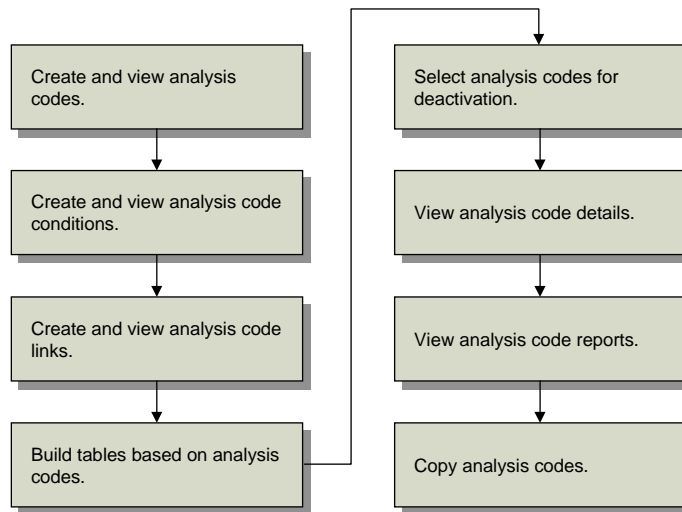 Create and view analysis
codes.
Create and view analysis code
conditions.
Create and view analysis code
links.
Build tables based on analysis
codes.
Select analysis codes for
deactivation.
View analysis code details.
View analysis code reports.
Copy analysis codes.